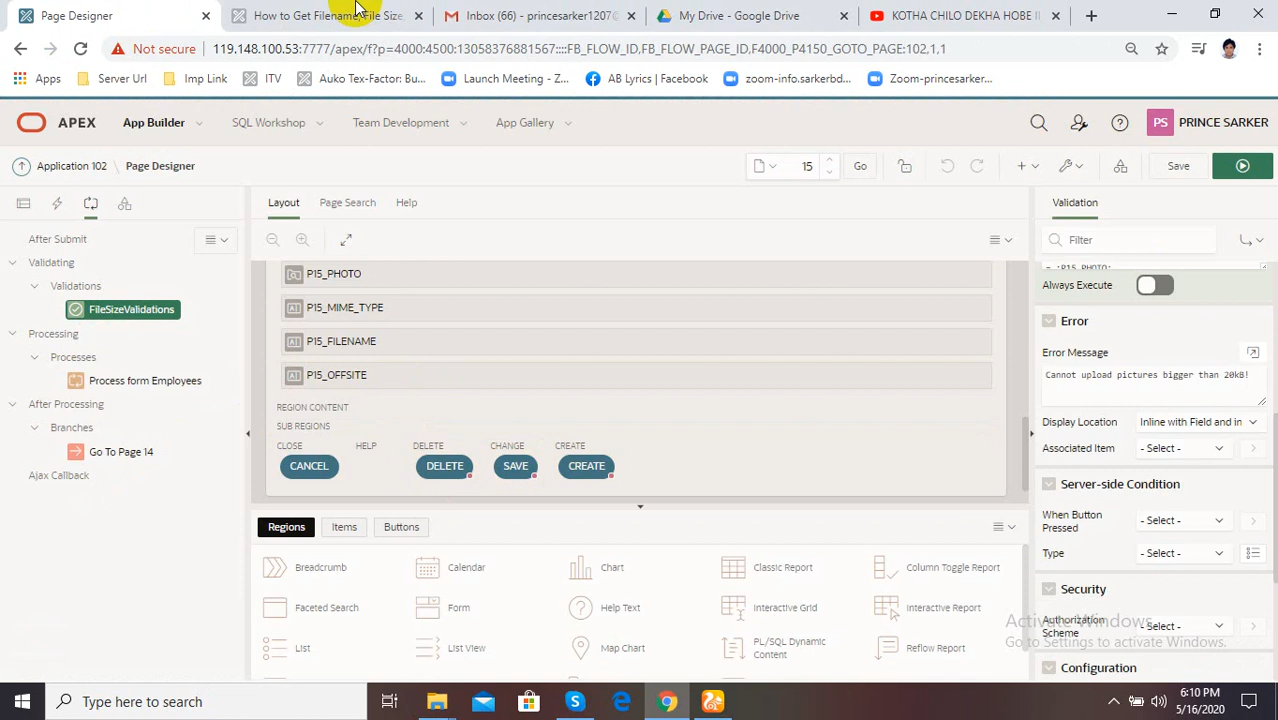 Page Designer
How to Get Filename, File Size,
Inbox (66) - princesarker1207@
My Drive - Google Drive
KOTHA CHILO DEKHA HOBE
Not secure
119.148.100.53:7777/apex/f?p=4000:4500:13058376881567::::FB_FLOW_ID,FB_FLOW_PAGE_ID,F4000_P4150_GOTO_PAGE:102,1,1
Apps
Server Url
Imp Link
ITV
Auko Tex-Factor: Bu...
Launch Meeting - Z...
AB Lyrics | Facebook
zoom-info.sarkerbd...
Zoom-princesarker...
APEX
App Builder
SQL Workshop
Team Development
App Gallery
PS
PRINCE SARKER
Application 102
Page Designer
15
Go
Save
Layout
Page Search
Help
Validation
After Submit
Filter
Validating
P15_PHOTO
Validations
Always Execute
P15_MIME_TYPE
FileSizeValidations
Error
Processing
P15_FILENAME
Processes
Error Message
P15_OFFSITE
Cannot upload pictures bigger than 20kB!
Process form Employees
After Processing
REGION CONTENT
Display Location
Inline with Field and in
Branches
SUB REGIONS
CLOSE
HELP
DELETE
CHANGE
CREATE
Associated Item
- Select -
Go To Page 14
CANCEL
DELETE
SAVE
CREATE
Ajax Callback
Server-side Condition
When Button
Pressed
- Select -
Regions
Items
Buttons
Type
- Select -
Breadcrumb
Calendar
Chart
Classic Report
Column Toggle Report
Security
Faceted Search
Form
Help Text
Interactive Grid
Interactive Report
Authorization
Scheme
- Select -
Activate Windows
Go to Settings to activate Windows.
List
List View
Map Chart
PL/SQL Dynamic
Content
Reflow Report
Configuration
Type here to search
6:10 PM
5/16/2020